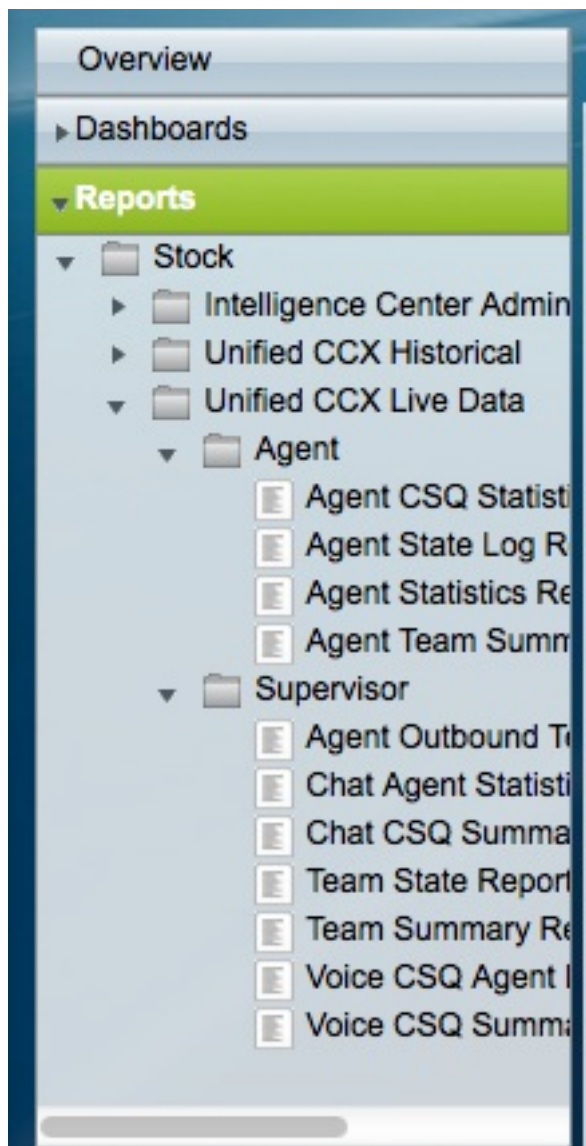 Overview
Dashboards
Reports
Stock
Intelligence Center Admin
Unified CCX Historical
Unified CCX Live Data
Agent
Agent CSQ Statisti
Agent State Log R
Agent Statistics Re
Agent Team Summ
Supervisor
Agent Outbound Te
Chat Agent Statisti
Chat CSQ Summa
Team State Report
Team Summary Re
Voice CSQ Agent
Voice CSQ Summa